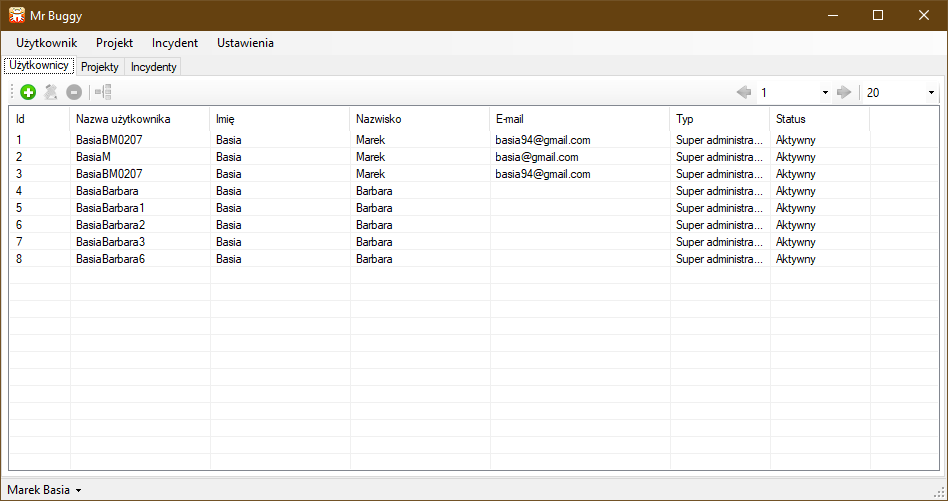 Mr Buggy
Użytkownik Projekt Incydent Ustawienia
Użytkownicy Projekty Incydenty
1 20
Id Nazwa użytkownika Imię Nazwisko E-mail Typ Status
1 BasiaBM0207 Basia Marek basia94@gmail.com Super administra... Aktywny
2 BasiaM Basia Marek basia@gmail.com Super administra... Aktywny
3 BasiaBM0207 Basia Marek basia94@gmail.com Super administra... Aktywny
4 BasiaBarbara Basia Barbara Super administra... Aktywny
5 BasiaBarbara1 Basia Barbara Super administra... Aktywny
6 BasiaBarbara2 Basia Barbara Super administra... Aktywny
7 BasiaBarbara3 Basia Barbara Super administra... Aktywny
8 BasiaBarbara6 Basia Barbara Super administra... Aktywny
Marek Basia